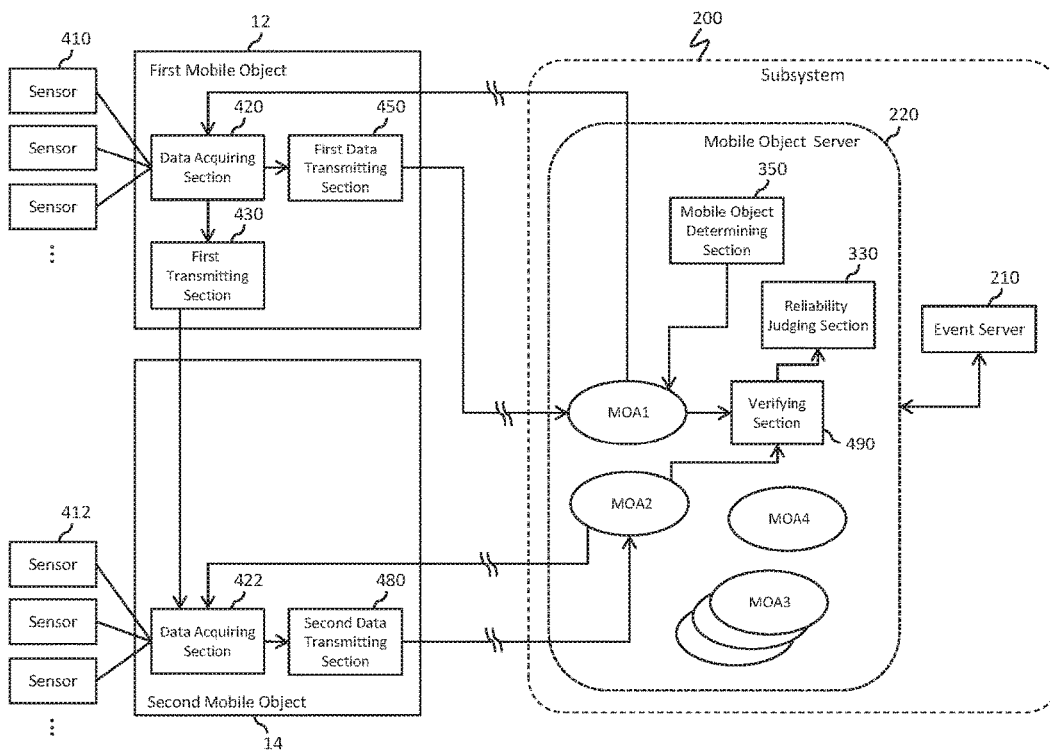 12
First Mobile Object
410
Sensor
Sensor
Sensor
...
420
Data Acquiring
Section
450
First Data
Transmitting
Section
430
First
Transmitting
Section
200
Subsystem
220
Mobile Object Server
350
Mobile Object
Determining
Section
330
Reliability
Judging Section
210
Event Server
MOA1
Verifying
Section
490
MOA2
MOA4
MOA3
412
Sensor
Sensor
Sensor
...
422
Data Acquiring
Section
480
Second Data
Transmitting
Section
Second Mobile Object
14